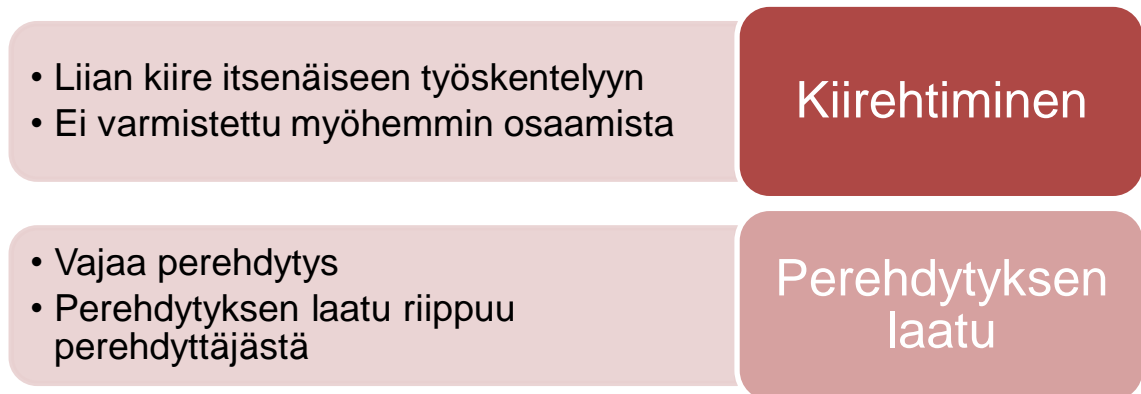 • Liian kiire itsenäiseen työskentelyyn
• Ei varmistettu myöhemmin osaamista
Kiirehtiminen
• Vajaa perehdytys
• Perehdytyksen laatu riippuu
perehdyttäjästä
Perehdytyksen
laatu